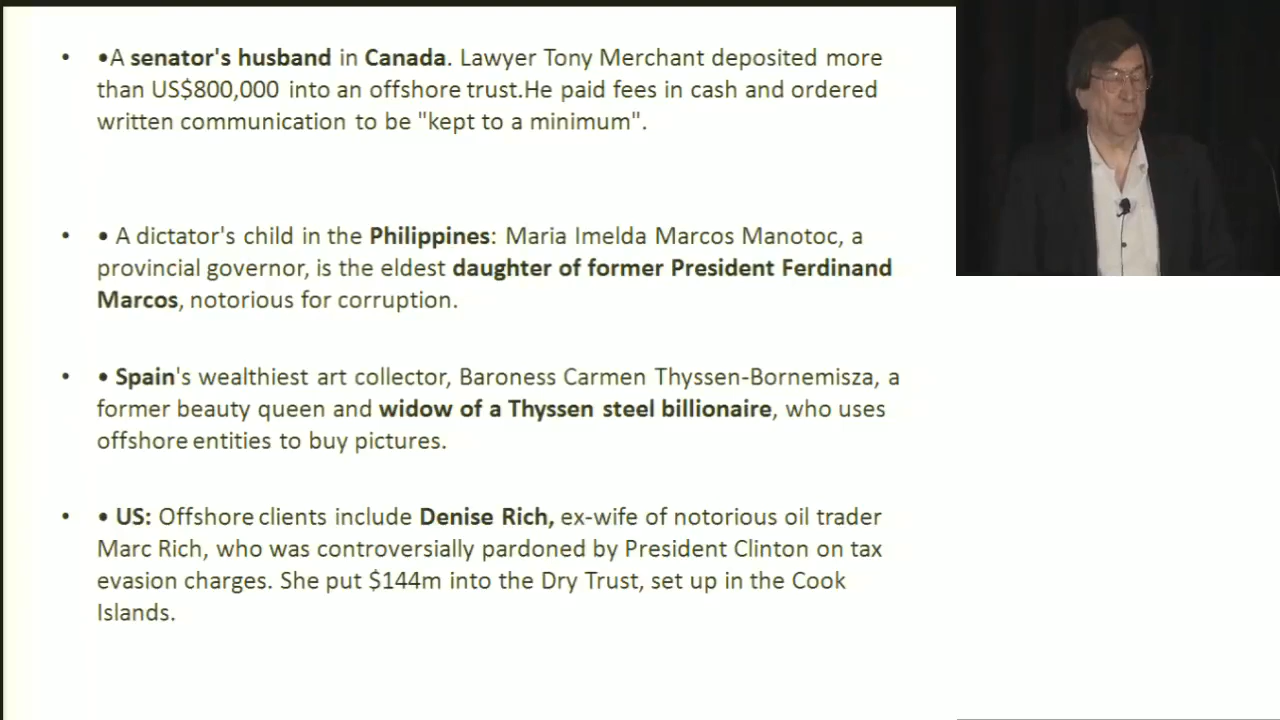 • •A senator's husband in Canada. Lawyer Tony Merchant deposited more
than US$800,000 into an offshore trust.He paid fees in cash and ordered
written communication to be "kept to a minimum".
• • A dictator's child in the Philippines: Maria Imelda Marcos Manotoc, a
provincial governor, is the eldest daughter of former President Ferdinand
Marcos, notorious for corruption.
• • Spain's wealthiest art collector, Baroness Carmen Thyssen-Bornemisza, a
former beauty queen and widow of a Thyssen steel billionaire, who uses
offshore entities to buy pictures.
• • US: Offshore clients include Denise Rich, ex-wife of notorious oil trader
Marc Rich, who was controversially pardoned by President Clinton on tax
evasion charges. She put $144m into the Dry Trust, set up in the Cook
Islands.